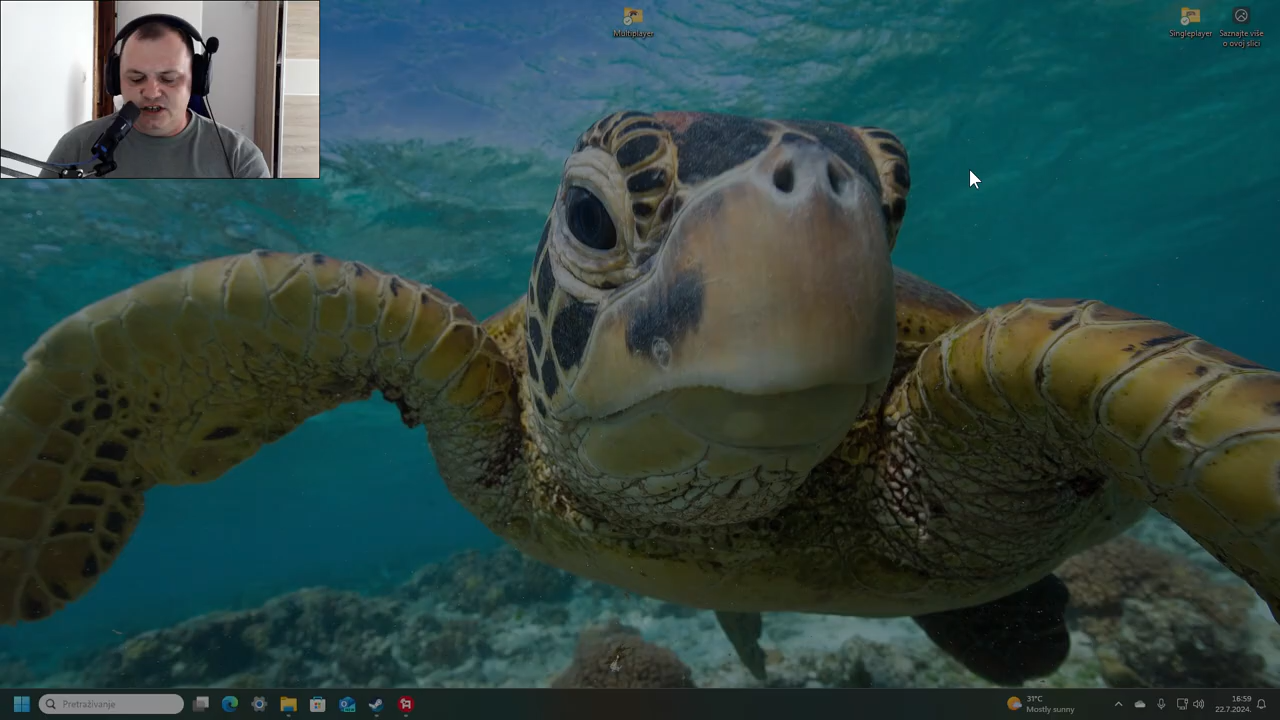 Multiplayer
Singleplayer
Saznajte više
o ovoj slici
Pretraživanje
31°C
Mostly sunny
16:59
22.7.2024.